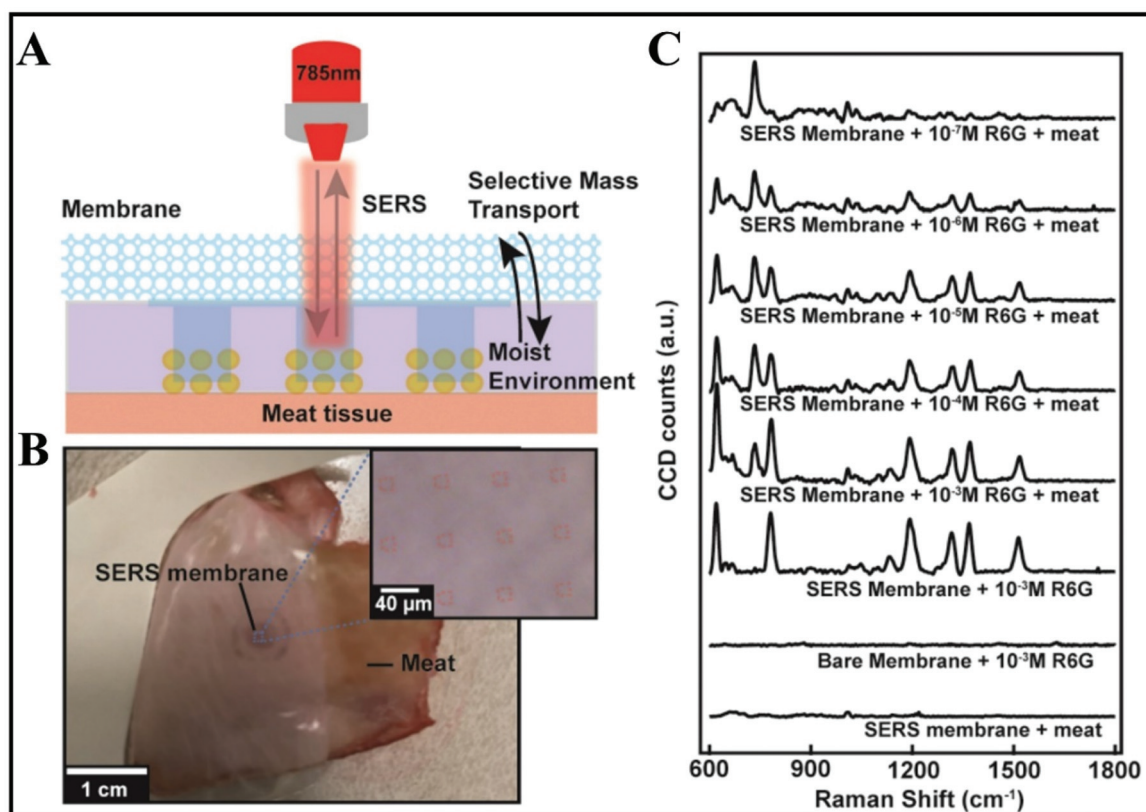 A
785nm
Membrane
SERS
Selective Mass
Transport
Moist
Environment
Meat tissue
B
SERS membrane
40 µm
Meat
1 cm
C
SERS Membrane + 10⁻⁷M R6G + meat
SERS Membrane + 10⁻⁶M R6G + meat
SERS Membrane + 10⁻⁵M R6G + meat
SERS Membrane + 10⁻⁴M R6G + meat
SERS Membrane + 10⁻³M R6G + meat
SERS Membrane + 10⁻³M R6G
Bare Membrane + 10⁻³M R6G
SERS membrane + meat
CCD counts (a.u.)
600 900 1200 1500 1800
Raman Shift (cm⁻¹)